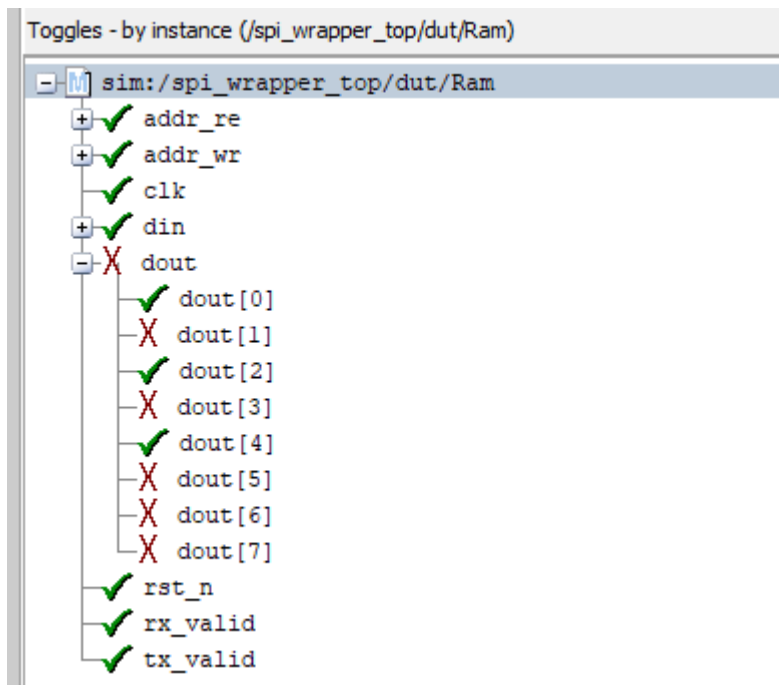 Toggles - by instance (/spi_wrapper_top/dut/Ram)
sim:/spi_wrapper_top/dut/Ram
addr_re
addr_wr
clk
din
dout
dout[0]
dout[1]
dout[2]
dout[3]
dout[4]
dout[5]
dout[6]
dout[7]
rst_n
rx_valid
tx_valid